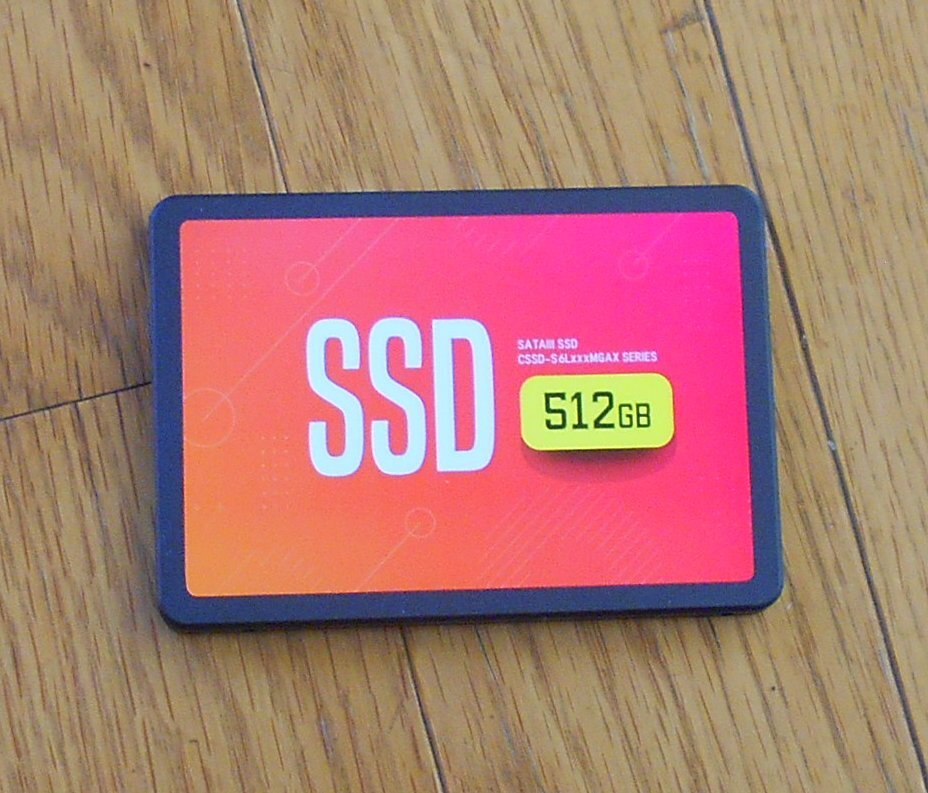 SSD
SATAIII SSD
CSSD-S6LxxxMGAX SERIES
512GB